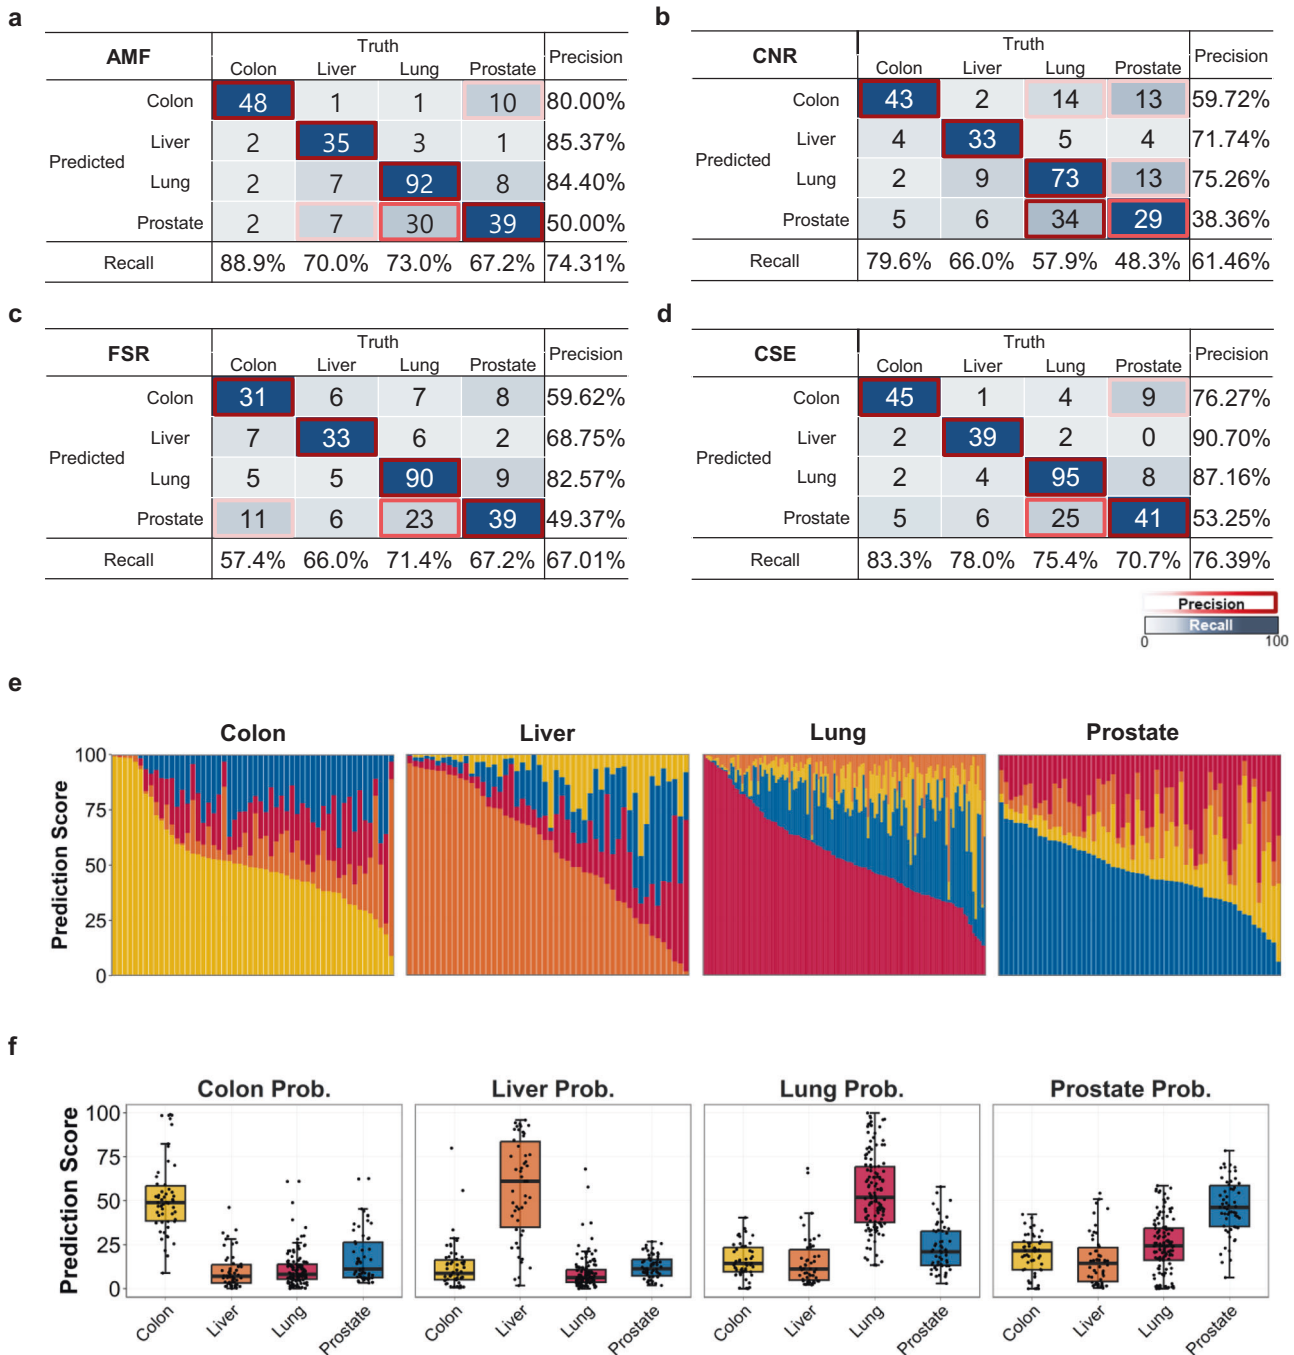 a
AMF
Truth
Precision
Colon Liver Lung Prostate
Predicted
Colon 48 1 1 10 80.00%
Liver 2 35 3 1 85.37%
Lung 2 7 92 8 84.40%
Prostate 2 7 30 39 50.00%
Recall 88.9% 70.0% 73.0% 67.2% 74.31%
b
CNR
Truth
Precision
Colon Liver Lung Prostate
Predicted
Colon 43 2 14 13 59.72%
Liver 4 33 5 4 71.74%
Lung 2 9 73 13 75.26%
Prostate 5 6 34 29 38.36%
Recall 79.6% 66.0% 57.9% 48.3% 61.46%
c
FSR
Truth
Precision
Colon Liver Lung Prostate
Predicted
Colon 31 6 7 8 59.62%
Liver 7 33 6 2 68.75%
Lung 5 5 90 9 82.57%
Prostate 11 6 23 39 49.37%
Recall 57.4% 66.0% 71.4% 67.2% 67.01%
d
CSE
Truth
Precision
Colon Liver Lung Prostate
Predicted
Colon 45 1 4 9 76.27%
Liver 2 39 2 0 90.70%
Lung 2 4 95 8 87.16%
Prostate 5 6 25 41 53.25%
Recall 83.3% 78.0% 75.4% 70.7% 76.39%
Precision
Recall
0 100
e
Colon Liver Lung Prostate
Prediction Score
100
75
50
25
0
f
Colon Prob. Liver Prob. Lung Prob. Prostate Prob.
Prediction Score
100
75
50
25
0
Colon Liver Lung Prostate Colon Liver Lung Prostate Colon Liver Lung Prostate Colon Liver Lung Prostate